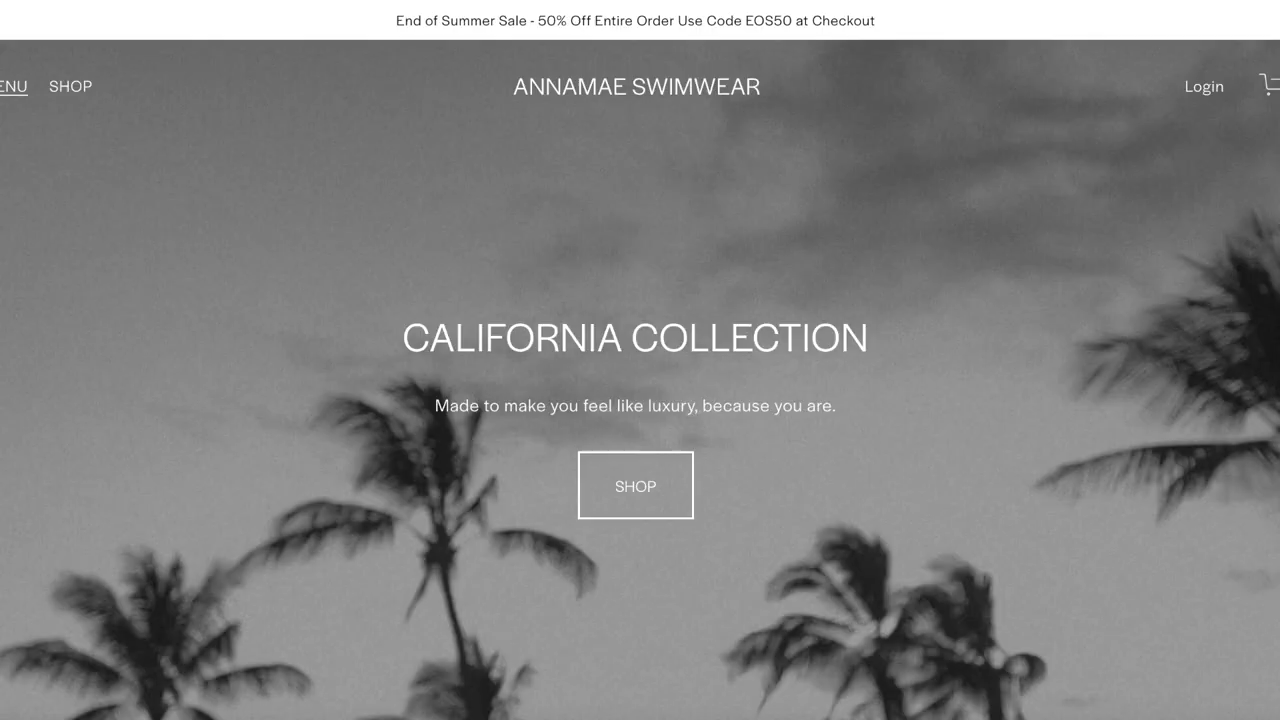 End of Summer Sale - 50% Off Entire Order Use Code EOS50 at Checkout
ENU SHOP
ANNAMAE SWIMWEAR
Login
CALIFORNIA COLLECTION
Made to make you feel like luxury, because you are.
SHOP